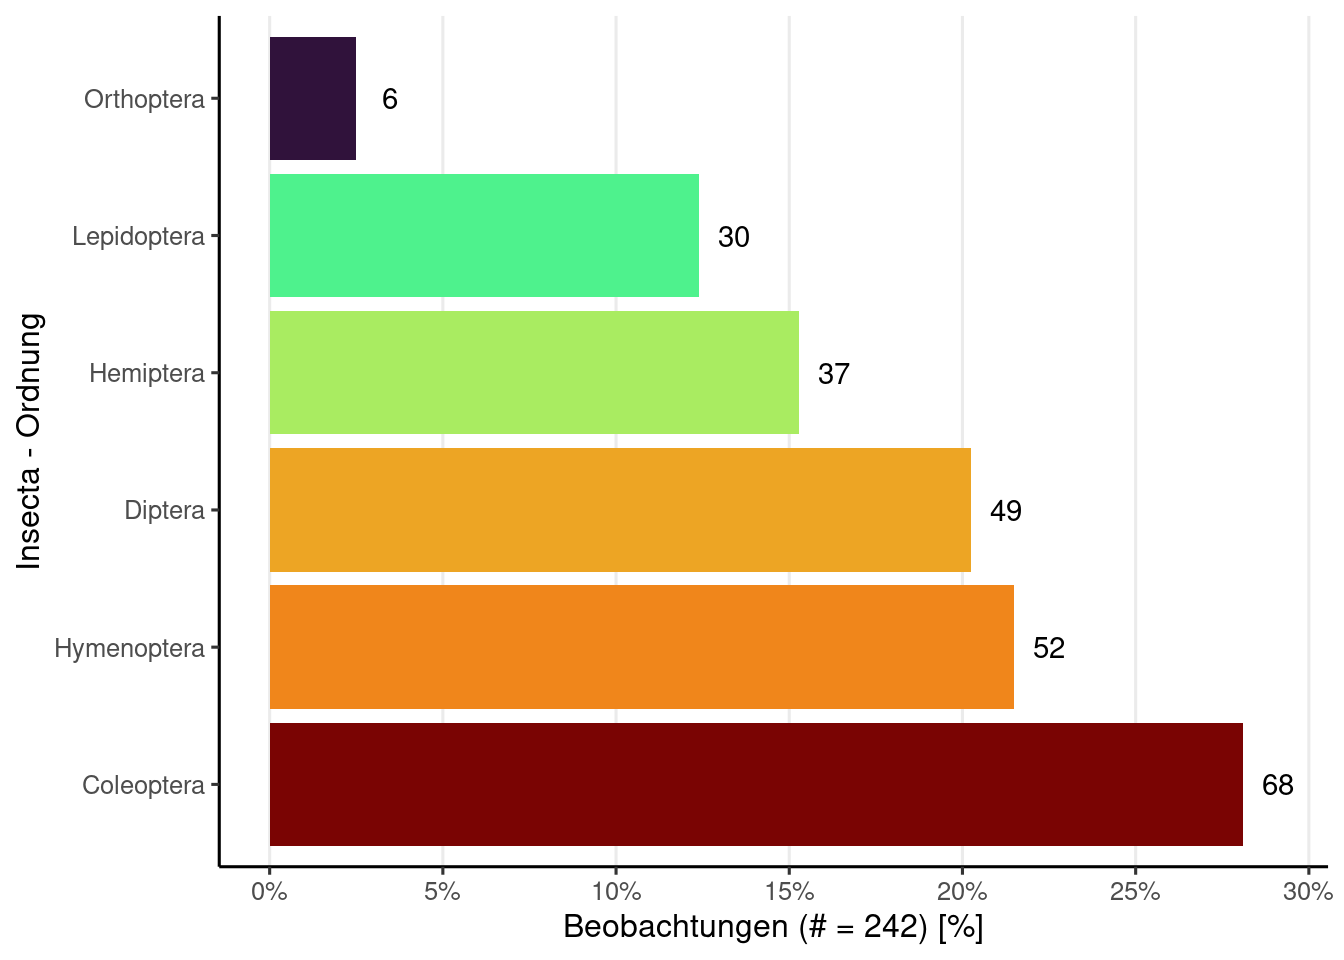 Insecta - Ordnung
Orthoptera 6
Lepidoptera 30
Hemiptera 37
Diptera 49
Hymenoptera 52
Coleoptera 68
0% 5% 10% 15% 20% 25% 30%
Beobachtungen (# = 242) [%]